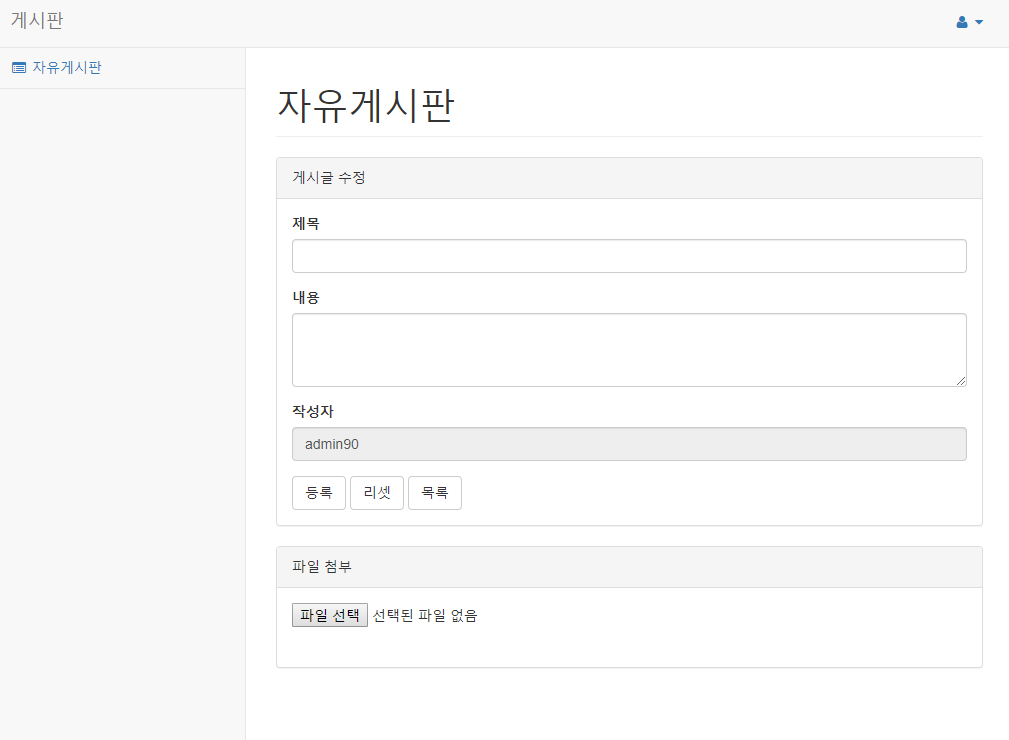 게시판
자유게시판
자유게시판
게시글 수정
제목
내용
작성자
admin90
등록 리셋 목록
파일 첨부
파일 선택 선택된 파일 없음